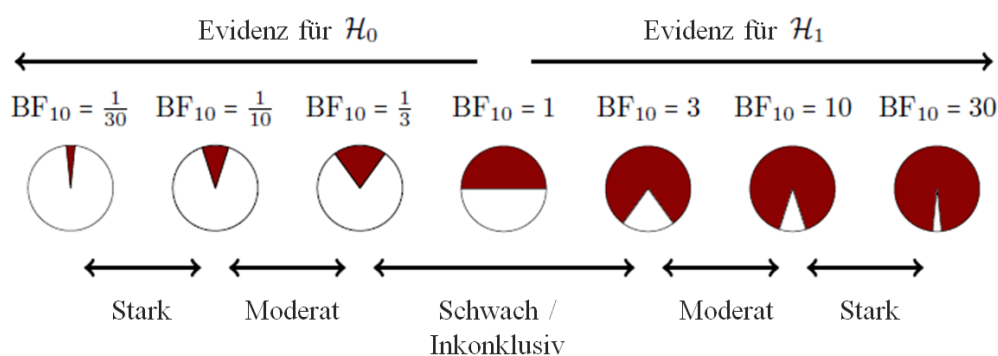 Evidenz für ℋ₀ Evidenz für ℋ₁
BF₁₀ = 1/30 BF₁₀ = 1/10 BF₁₀ = 1/3 BF₁₀ = 1 BF₁₀ = 3 BF₁₀ = 10 BF₁₀ = 30
Stark Moderat Schwach / Moderat Stark
Inkonklusiv